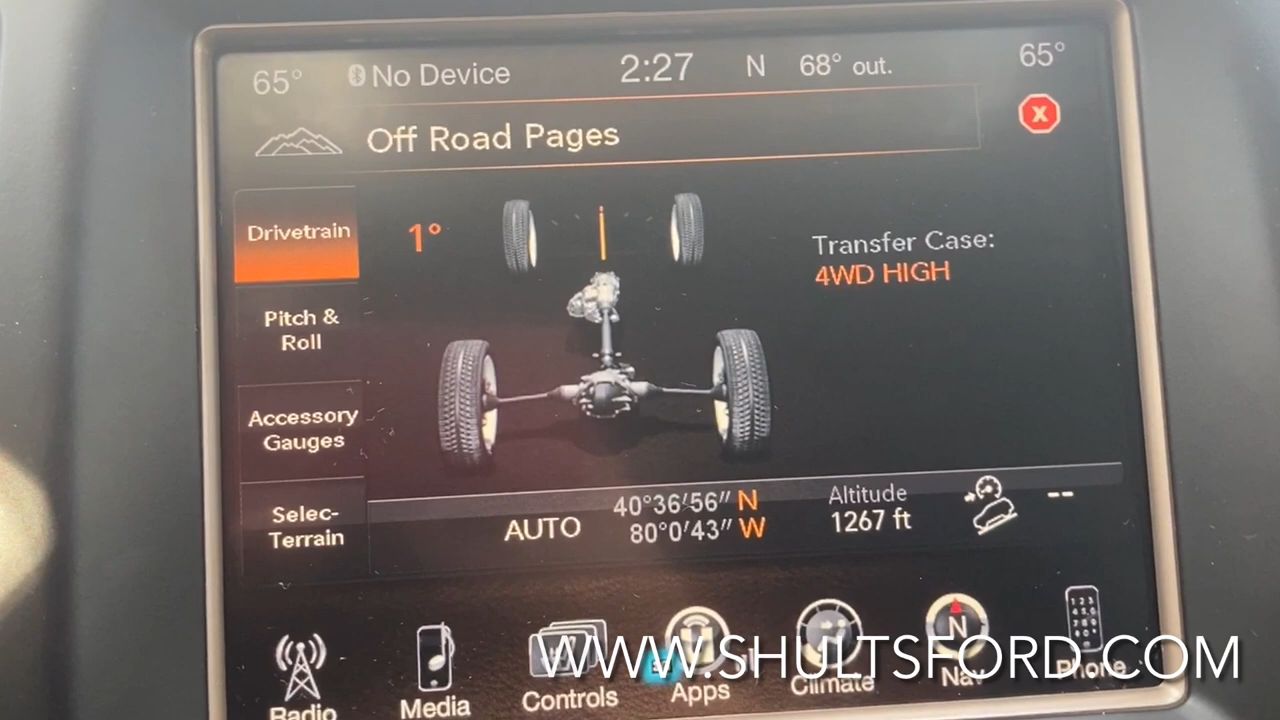 65°
No Device
2:27
N
68° out.
65°
X
Off Road Pages
Drivetrain
1°
Transfer Case:
4WD HIGH
Pitch &
Roll
Accessory
Gauges
Selec-
Terrain
AUTO
40°36′56″ N
80°0′43″ W
Altitude
1267 ft
--
Radio
Media
Controls
Apps
Climate
N
Nav
Phone
WWW.SHULTSFORD.COM